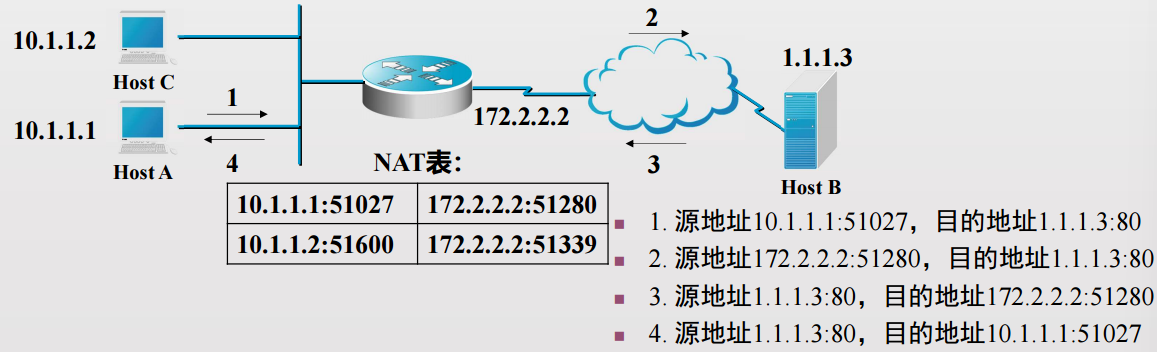 10.1.1.2
Host C
10.1.1.1
Host A
1
4
172.2.2.2
2
3
1.1.1.3
Host B
NAT表:
10.1.1.1:51027 172.2.2.2:51280
10.1.1.2:51600 172.2.2.2:51339
1. 源地址10.1.1.1:51027，目的地址1.1.1.3:80
2. 源地址172.2.2.2:51280，目的地址1.1.1.3:80
3. 源地址1.1.1.3:80，目的地址172.2.2.2:51280
4. 源地址1.1.1.3:80，目的地址10.1.1.1:51027